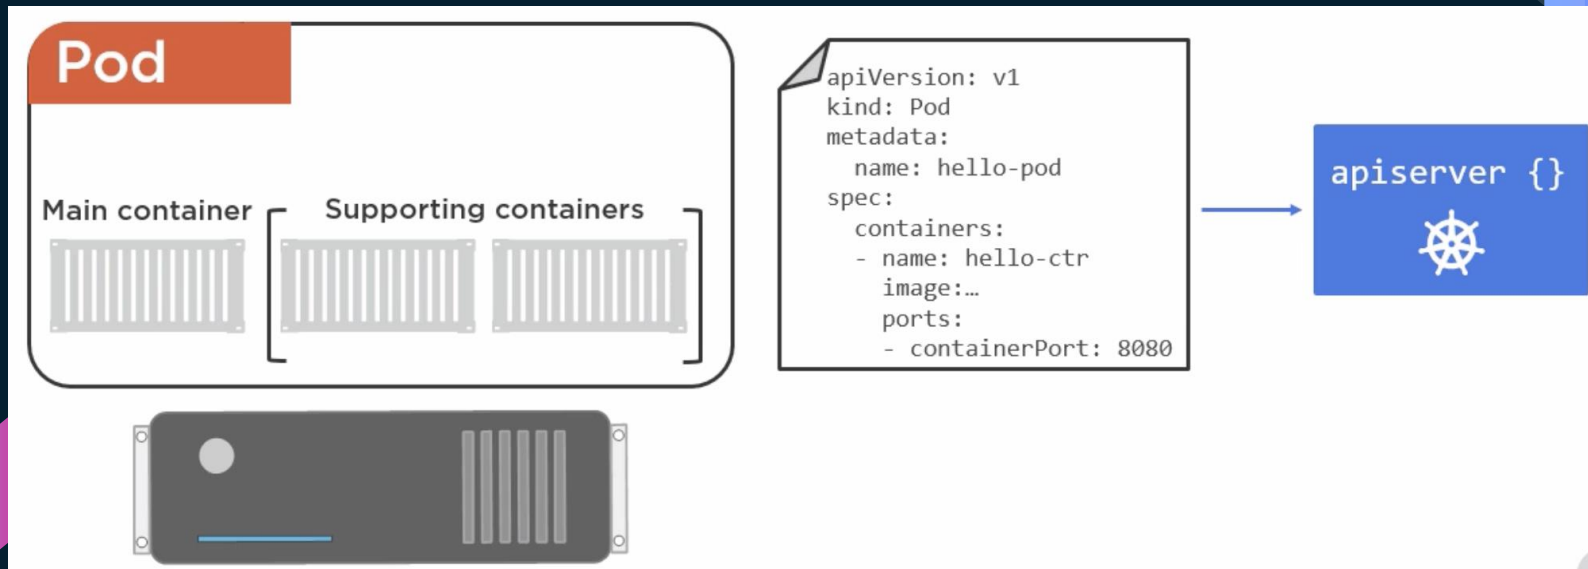 Pod
Main container
Supporting containers
apiVersion: v1
kind: Pod
metadata:
  name: hello-pod
spec:
  containers:
  - name: hello-ctr
    image:…
    ports:
    - containerPort: 8080
apiserver {}